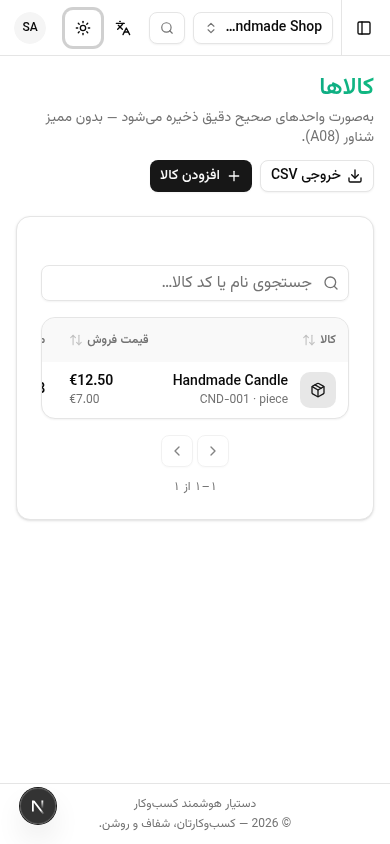 ...ndmade Shop
SA
کالاها
به‌صورت واحدهای صحیح دقیق ذخیره می‌شود — بدون ممیز
شناور (A08).
خروجی CSV
افزودن کالا
جستجوی نام یا کد کالا...
کالا
قیمت فروش
Handmade Candle
€12.50
CND-001 · piece
€7.00
۱–۱ از ۱
دستیار هوشمند کسب‌وکار
© 2026 — کسب‌وکارتان، شفاف و روشن.
N